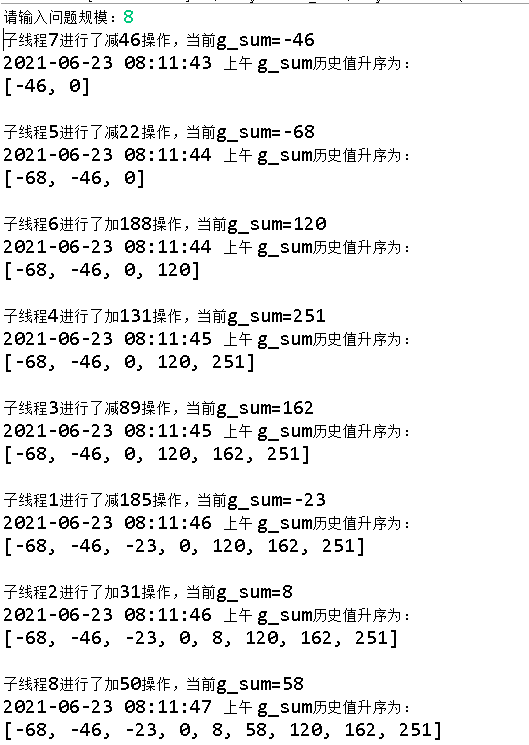 请输入问题规模：8
子线程7进行了减46操作，当前g_sum=-46
2021-06-23 08:11:43 上午 g_sum历史值升序为：
[-46, 0]
子线程5进行了减22操作，当前g_sum=-68
2021-06-23 08:11:44 上午 g_sum历史值升序为：
[-68, -46, 0]
子线程6进行了加188操作，当前g_sum=120
2021-06-23 08:11:44 上午 g_sum历史值升序为：
[-68, -46, 0, 120]
子线程4进行了加131操作，当前g_sum=251
2021-06-23 08:11:45 上午 g_sum历史值升序为：
[-68, -46, 0, 120, 251]
子线程3进行了减89操作，当前g_sum=162
2021-06-23 08:11:45 上午 g_sum历史值升序为：
[-68, -46, 0, 120, 162, 251]
子线程1进行了减185操作，当前g_sum=-23
2021-06-23 08:11:46 上午 g_sum历史值升序为：
[-68, -46, -23, 0, 120, 162, 251]
子线程2进行了加31操作，当前g_sum=8
2021-06-23 08:11:46 上午 g_sum历史值升序为：
[-68, -46, -23, 0, 8, 120, 162, 251]
子线程8进行了加50操作，当前g_sum=58
2021-06-23 08:11:47 上午 g_sum历史值升序为：
[-68, -46, -23, 0, 8, 58, 120, 162, 251]